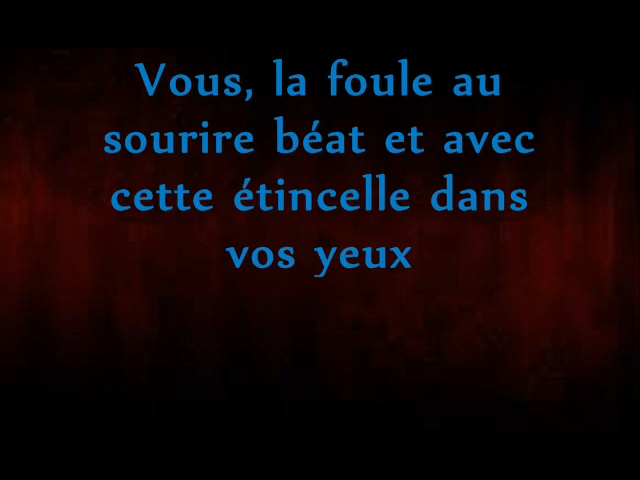 Vous, la foule au
sourire béat et avec
cette étincelle dans
vos yeux